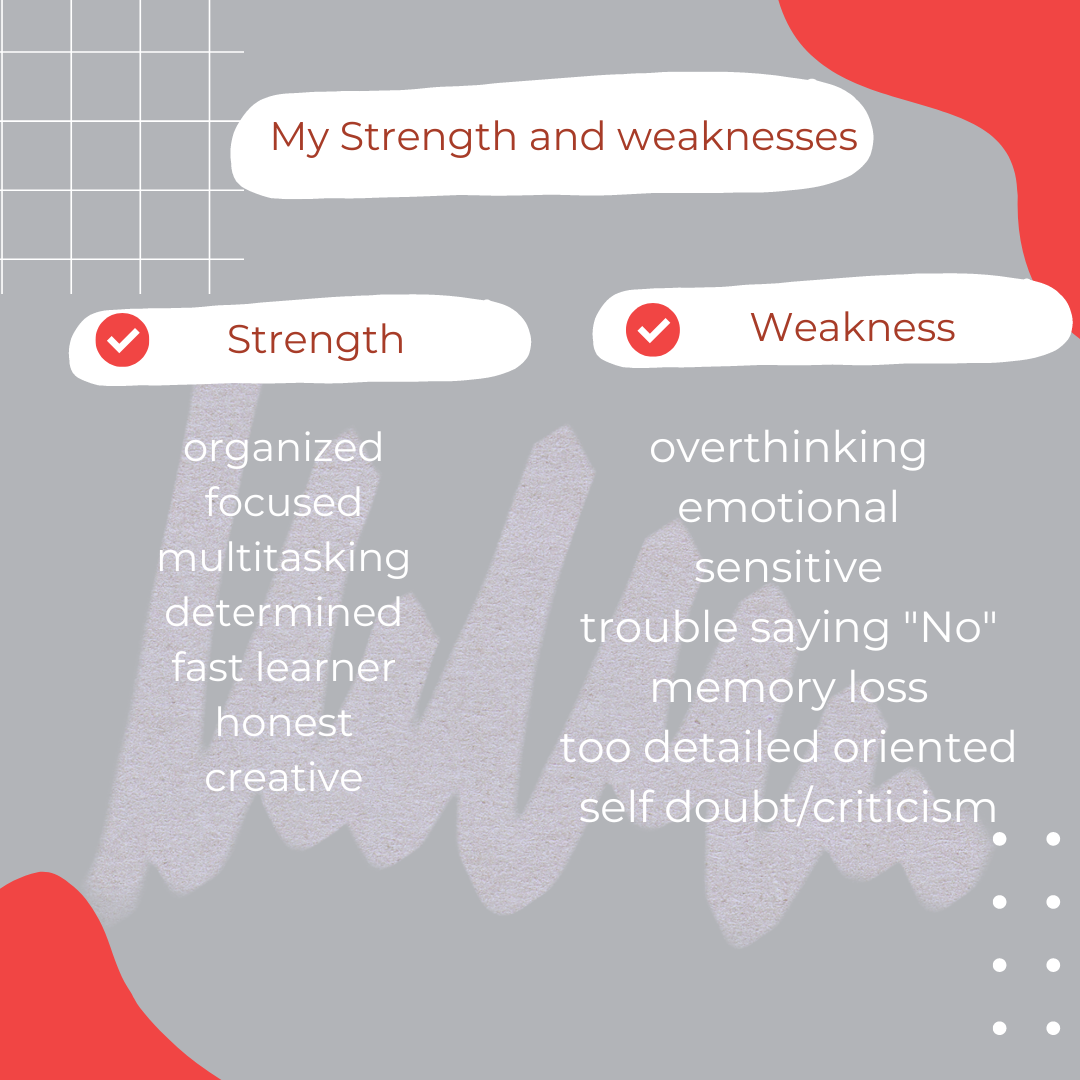 My Strength and weaknesses
Strength
organized
focused
multitasking
determined
fast learner
honest
creative
Weakness
overthinking
emotional
sensitive
trouble saying "No"
memory loss
too detailed oriented
self doubt/criticism